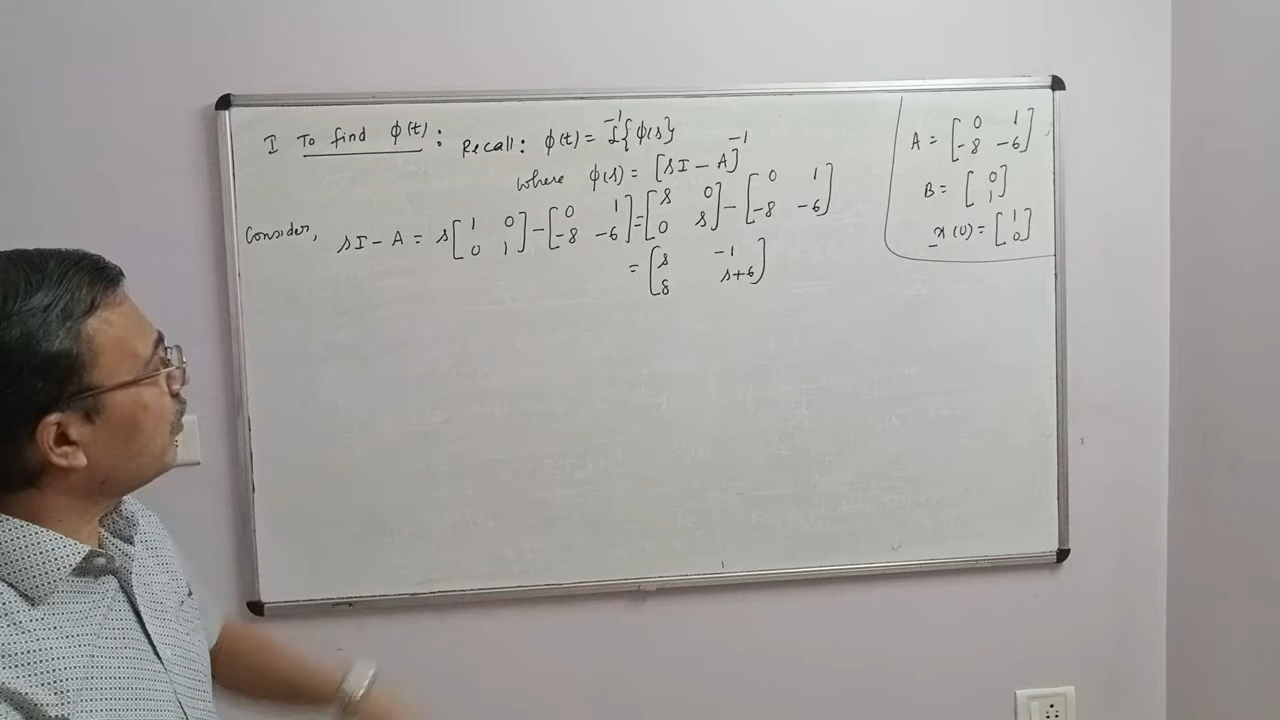 I To find ϕ(t): Recall: ϕ(t) = £⁻¹{ϕ(s)}
where ϕ(s) = [sI – A]⁻¹
Consider, sI – A = s[1 0; 0 1] – [0 1; -8 -6] = [s 0; 0 s] – [0 1; -8 -6]
= [s -1; 8 s+6]
A = [0 1; -8 -6]
B = [0; 1]
x(0) = [1; 0]